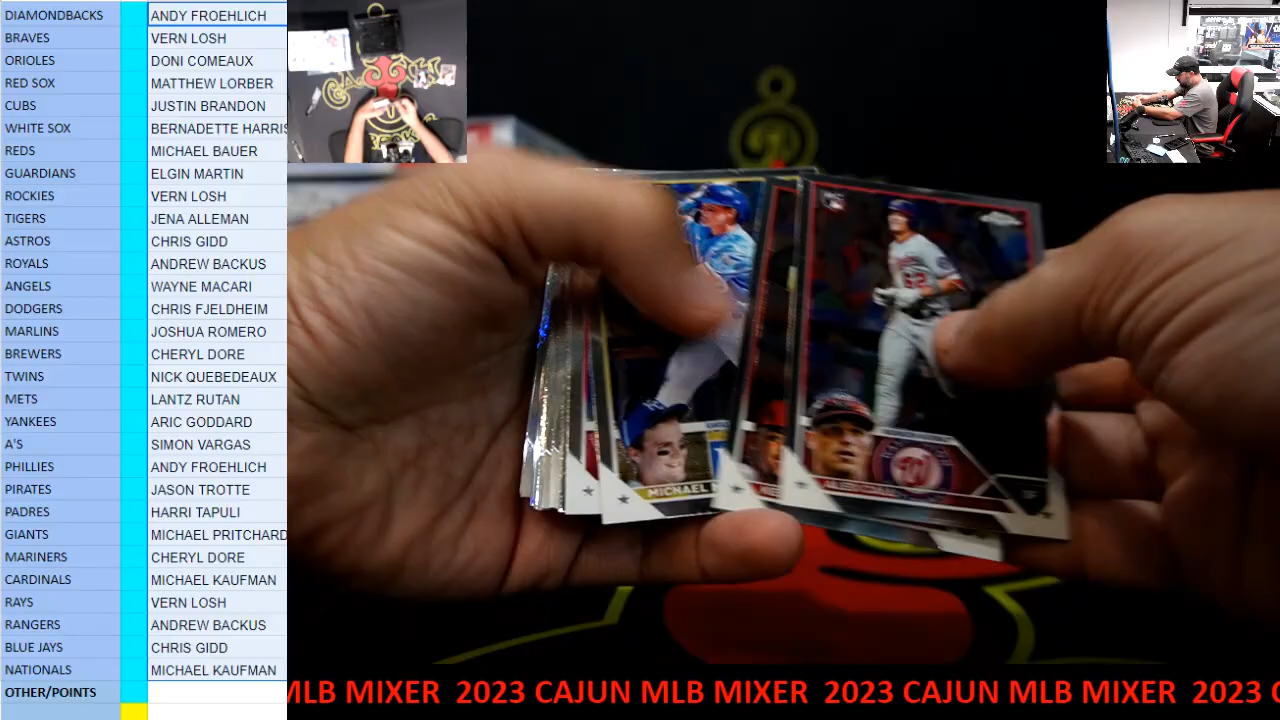 DIAMONDBACKS ANDY FROEHLICH
BRAVES VERN LOSH
ORIOLES DONI COMEAUX
RED SOX MATTHEW LORBER
CUBS JUSTIN BRANDON
WHITE SOX BERNADETTE HARRIS
REDS MICHAEL BAUER
GUARDIANS ELGIN MARTIN
ROCKIES VERN LOSH
TIGERS JENA ALLEMAN
ASTROS CHRIS GIDD
ROYALS ANDREW BACKUS
ANGELS WAYNE MACARI
DODGERS CHRIS FJELDHEIM
MARLINS JOSHUA ROMERO
BREWERS CHERYL DORE
TWINS NICK QUEBEDEAUX
METS LANTZ RUTAN
YANKEES ARIC GODDARD
A'S SIMON VARGAS
PHILLIES ANDY FROEHLICH
PIRATES JASON TROTTE
PADRES HARRI TAPULI
GIANTS MICHAEL PRITCHARD
MARINERS CHERYL DORE
CARDINALS MICHAEL KAUFMAN
RAYS VERN LOSH
RANGERS ANDREW BACKUS
BLUE JAYS CHRIS GIDD
NATIONALS MICHAEL KAUFMAN
OTHER/POINTS
MICHAEL
62
MLB MIXER 2023 CAJUN MLB MIXER 2023 CAJUN MLB MIXER 2023